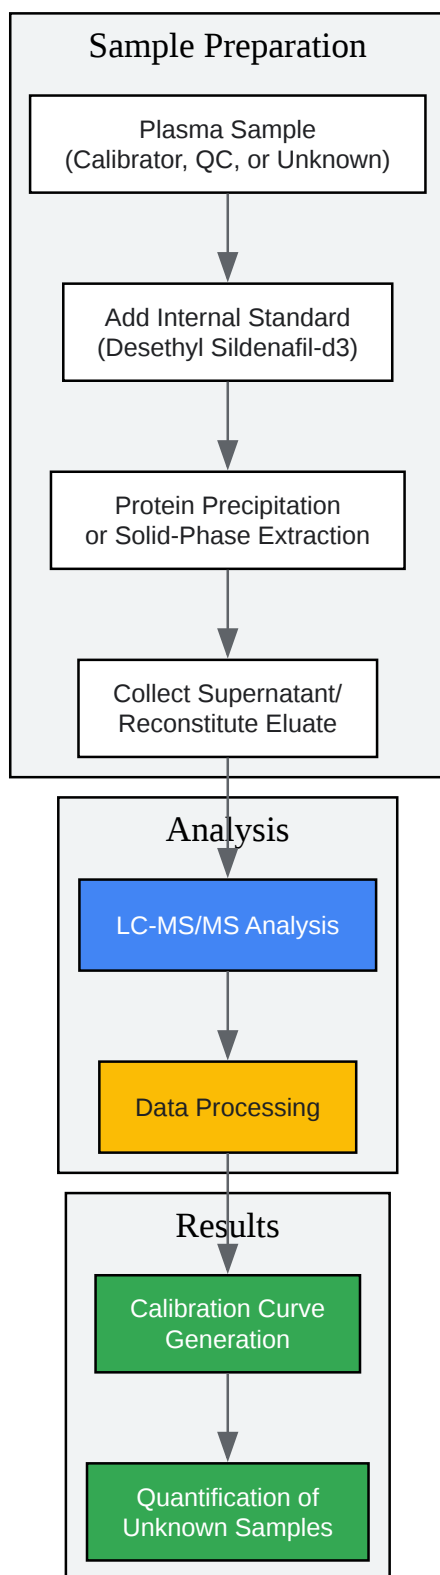 Sample Preparation
Plasma Sample
(Calibrator, QC, or Unknown)
Add Internal Standard
(Desethyl Sildenafil-d3)
Protein Precipitation
or Solid-Phase Extraction
Collect Supernatant/
Reconstitute Eluate
Analysis
LC-MS/MS Analysis
Data Processing
Results
Calibration Curve
Generation
Quantification of
Unknown Samples